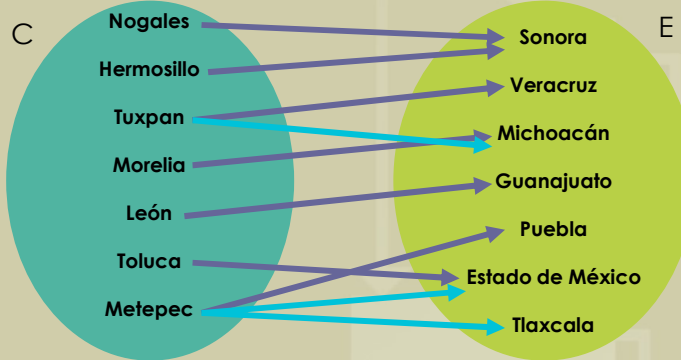 C
Nogales
Hermosillo
Tuxpan
Morelia
León
Toluca
Metepec
E
Sonora
Veracruz
Michoacán
Guanajuato
Puebla
Estado de México
Tlaxcala